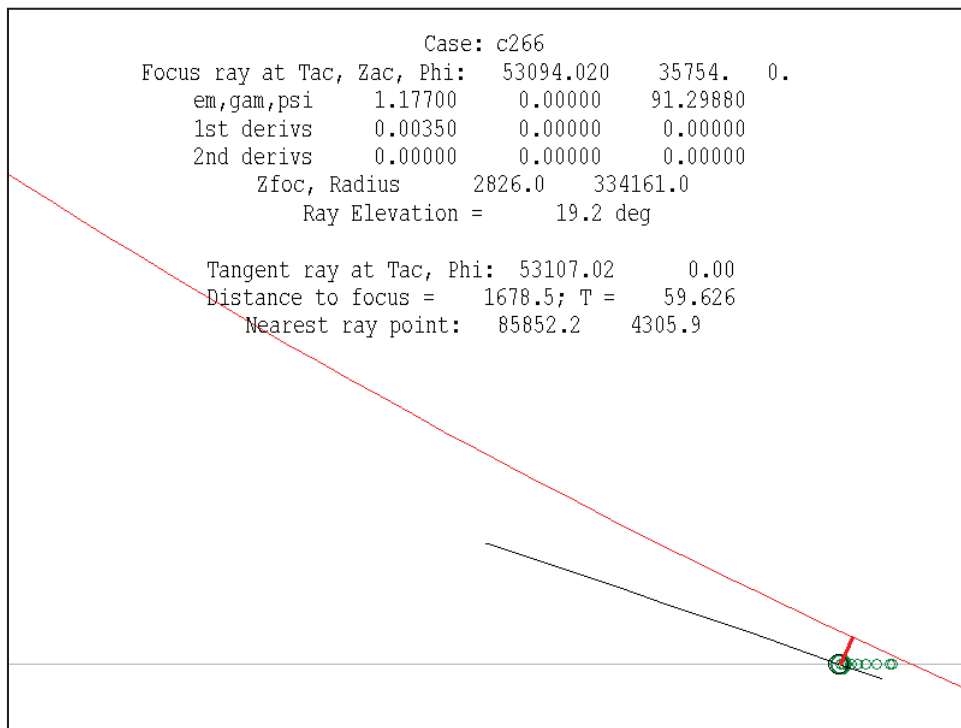 Case: c266
Focus ray at Tac, Zac, Phi: 53094.020 35754. 0.
em,gam,psi 1.17700 0.00000 91.29880
1st derivs 0.00350 0.00000 0.00000
2nd derivs 0.00000 0.00000 0.00000
Zfoc, Radius 2826.0 334161.0
Ray Elevation = 19.2 deg
Tangent ray at Tac, Phi: 53107.02 0.00
Distance to focus = 1678.5; T = 59.626
Nearest ray point: 85852.2 4305.9